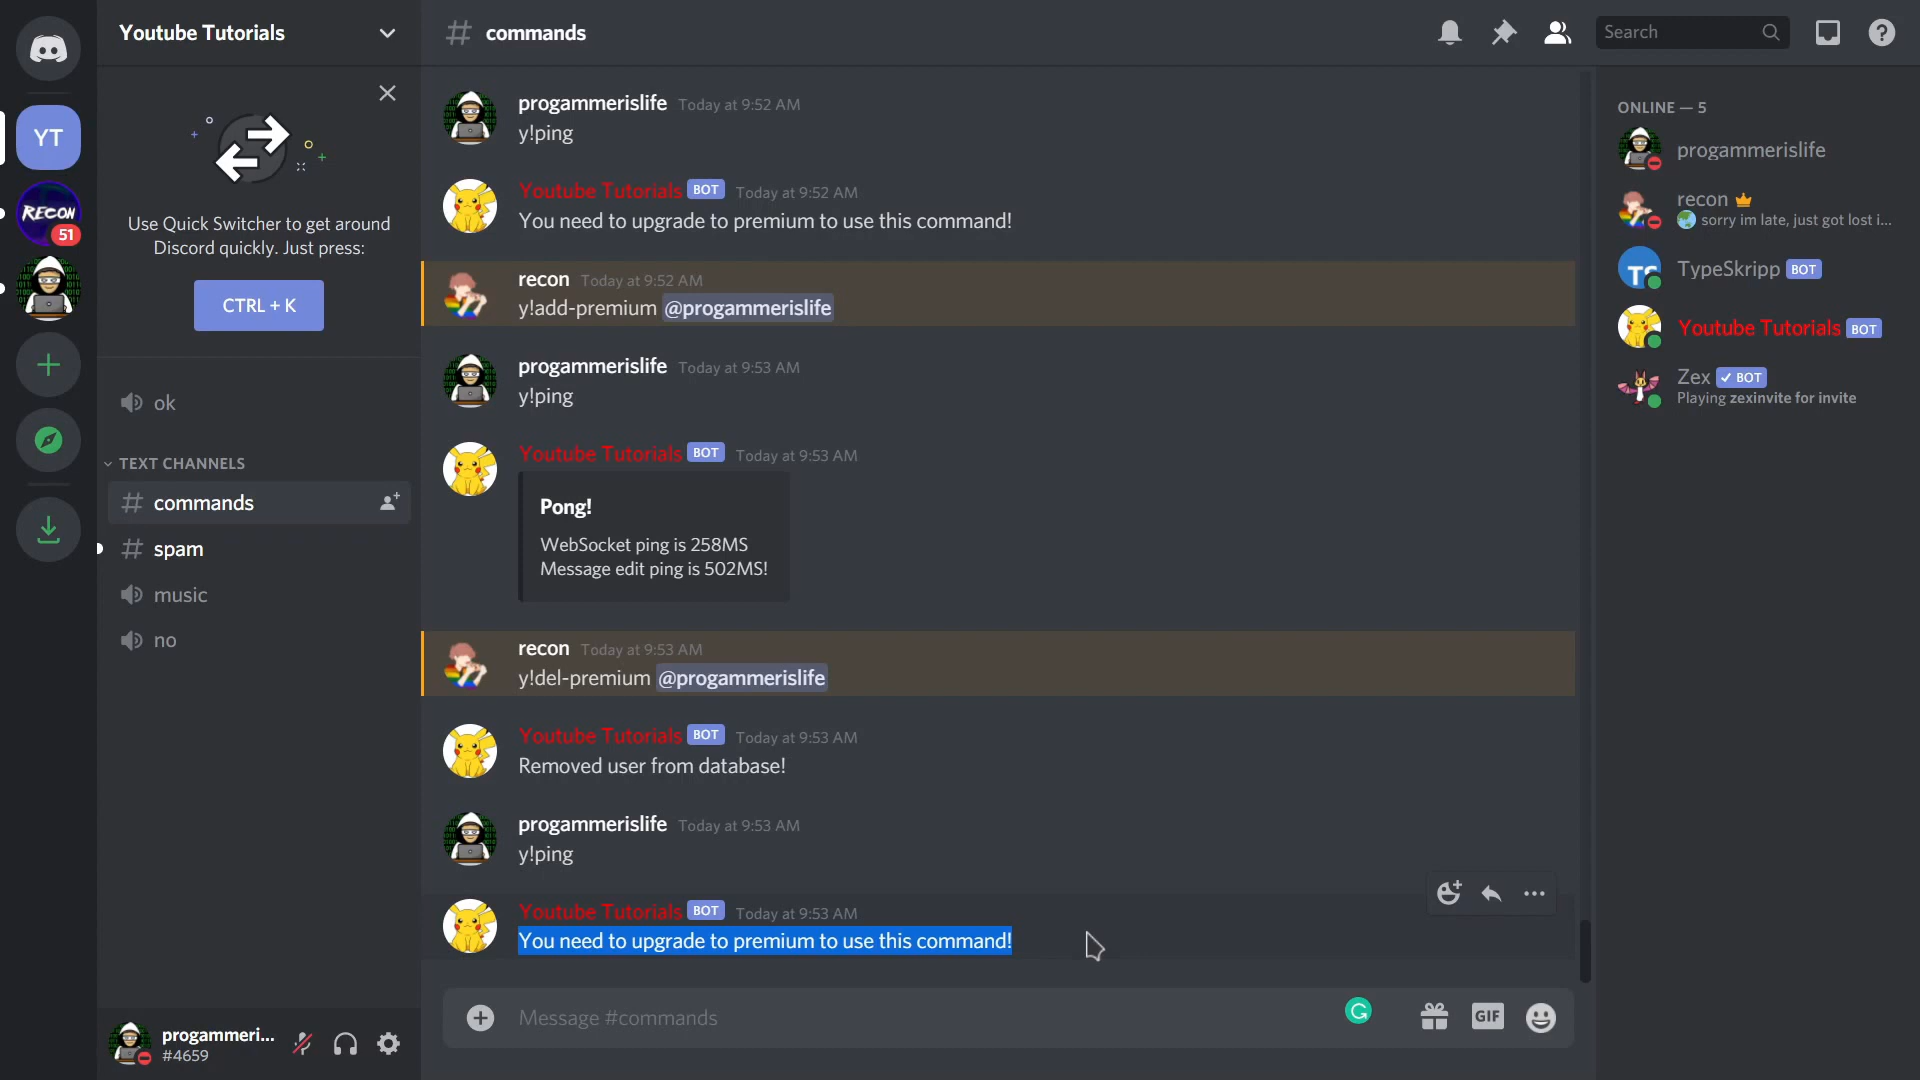 Youtube Tutorials
YT
RECON
51
Use Quick Switcher to get around
Discord quickly. Just press:
CTRL + K
ok
TEXT CHANNELS
commands
spam
music
no
progammeri...
#4659
commands
Search
progammerislife Today at 9:52 AM
y!ping
Youtube Tutorials BOT Today at 9:52 AM
You need to upgrade to premium to use this command!
recon Today at 9:52 AM
y!add-premium @progammerislife
progammerislife Today at 9:53 AM
y!ping
Youtube Tutorials BOT Today at 9:53 AM
Pong!
WebSocket ping is 258MS
Message edit ping is 502MS!
recon Today at 9:53 AM
y!del-premium @progammerislife
Youtube Tutorials BOT Today at 9:53 AM
Removed user from database!
progammerislife Today at 9:53 AM
y!ping
Youtube Tutorials BOT Today at 9:53 AM
You need to upgrade to premium to use this command!
Message #commands
GIF
ONLINE — 5
progammerislife
recon
sorry im late, just got lost i...
TS
TypeSkripp BOT
Youtube Tutorials BOT
Zex ✓ BOT
Playing zexinvite for invite